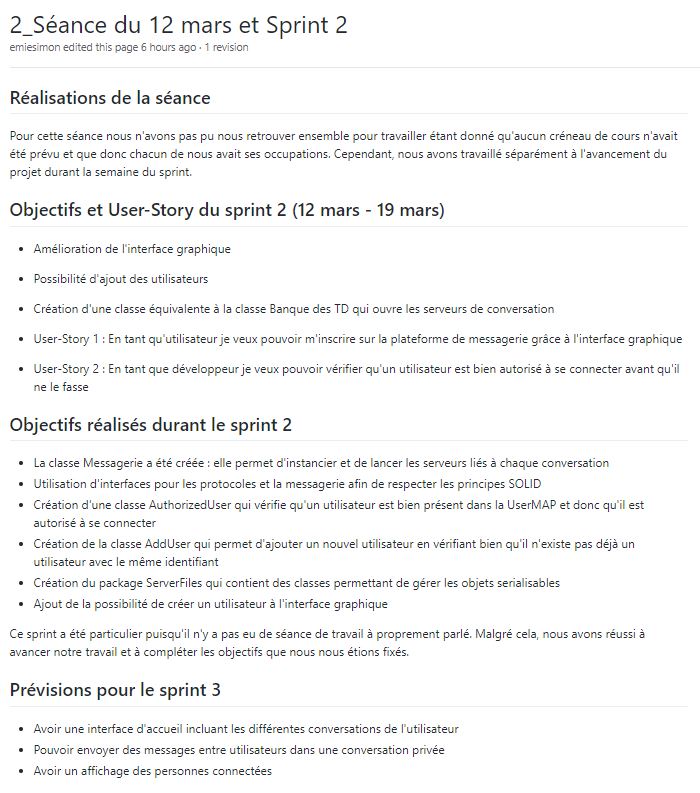 2_Séance du 12 mars et Sprint 2
emiesimon edited this page 6 hours ago · 1 revision
Réalisations de la séance
Pour cette séance nous n'avons pas pu nous retrouver ensemble pour travailler étant donné qu'aucun créneau de cours n'avait
été prévu et que donc chacun de nous avait ses occupations. Cependant, nous avons travaillé séparément à l'avancement du
projet durant la semaine du sprint.
Objectifs et User-Story du sprint 2 (12 mars - 19 mars)
• Amélioration de l'interface graphique
• Possibilité d'ajout des utilisateurs
• Création d'une classe équivalente à la classe Banque des TD qui ouvre les serveurs de conversation
• User-Story 1 : En tant qu'utilisateur je veux pouvoir m'inscrire sur la plateforme de messagerie grâce à l'interface graphique
• User-Story 2 : En tant que développeur je veux pouvoir vérifier qu'un utilisateur est bien autorisé à se connecter avant qu'il
ne le fasse
Objectifs réalisés durant le sprint 2
• La classe Messagerie a été créée : elle permet d'instancier et de lancer les serveurs liés à chaque conversation
• Utilisation d'interfaces pour les protocoles et la messagerie afin de respecter les principes SOLID
• Création d'une classe AuthorizedUser qui vérifie qu'un utilisateur est bien présent dans la UserMAP et donc qu'il est
autorisé à se connecter
• Création de la classe AddUser qui permet d'ajouter un nouvel utilisateur en vérifiant bien qu'il n'existe pas déjà un
utilisateur avec le même identifiant
• Création du package ServerFiles qui contient des classes permettant de gérer les objets serialisables
• Ajout de la possibilité de créer un utilisateur à l'interface graphique
Ce sprint a été particulier puisqu'il n'y a pas eu de séance de travail à proprement parlé. Malgré cela, nous avons réussi à
avancer notre travail et à compléter les objectifs que nous nous étions fixés.
Prévisions pour le sprint 3
• Avoir une interface d'accueil incluant les différentes conversations de l'utilisateur
• Pouvoir envoyer des messages entre utilisateurs dans une conversation privée
• Avoir un affichage des personnes connectées